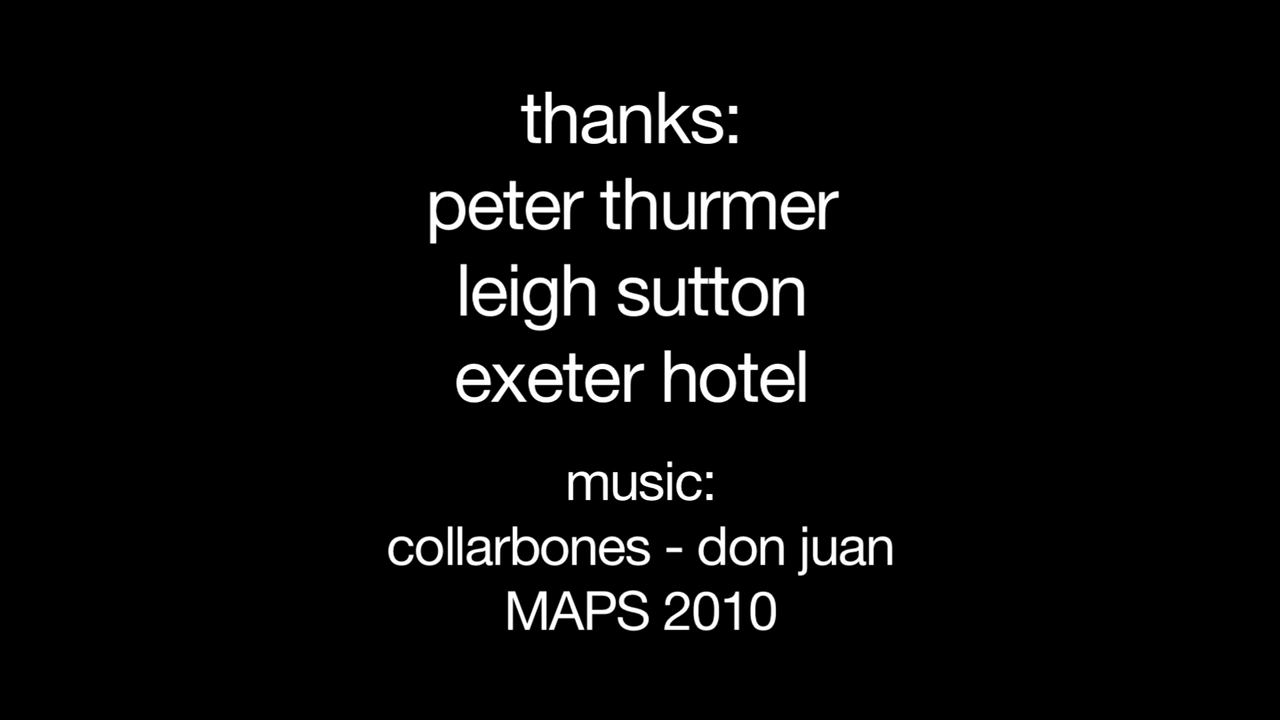 thanks:
peter thurmer
leigh sutton
exeter hotel
music:
collarbones - don juan
MAPS 2010